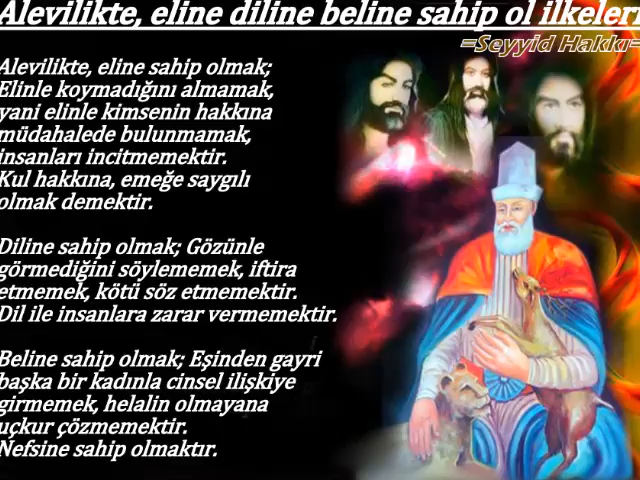 Alevilikte, eline diline beline sahip ol ilkeleri
=Seyyid Hakkı=
Alevilikte, eline sahip olmak;
Elinle koymadığını almamak,
yani elinle kimsenin hakkına
müdahalede bulunmamak,
insanları incitmemektir.
Kul hakkına, emeğe saygılı
olmak demektir.
Diline sahip olmak; Gözünle
görmediğini söylememek, iftira
etmemek, kötü söz etmemektir.
Dil ile insanlara zarar vermemektir.
Beline sahip olmak; Eşinden gayri
başka bir kadınla cinsel ilişkiye
girmemek, helalin olmayana
uçkur çözmemektir.
Nefsine sahip olmaktır.